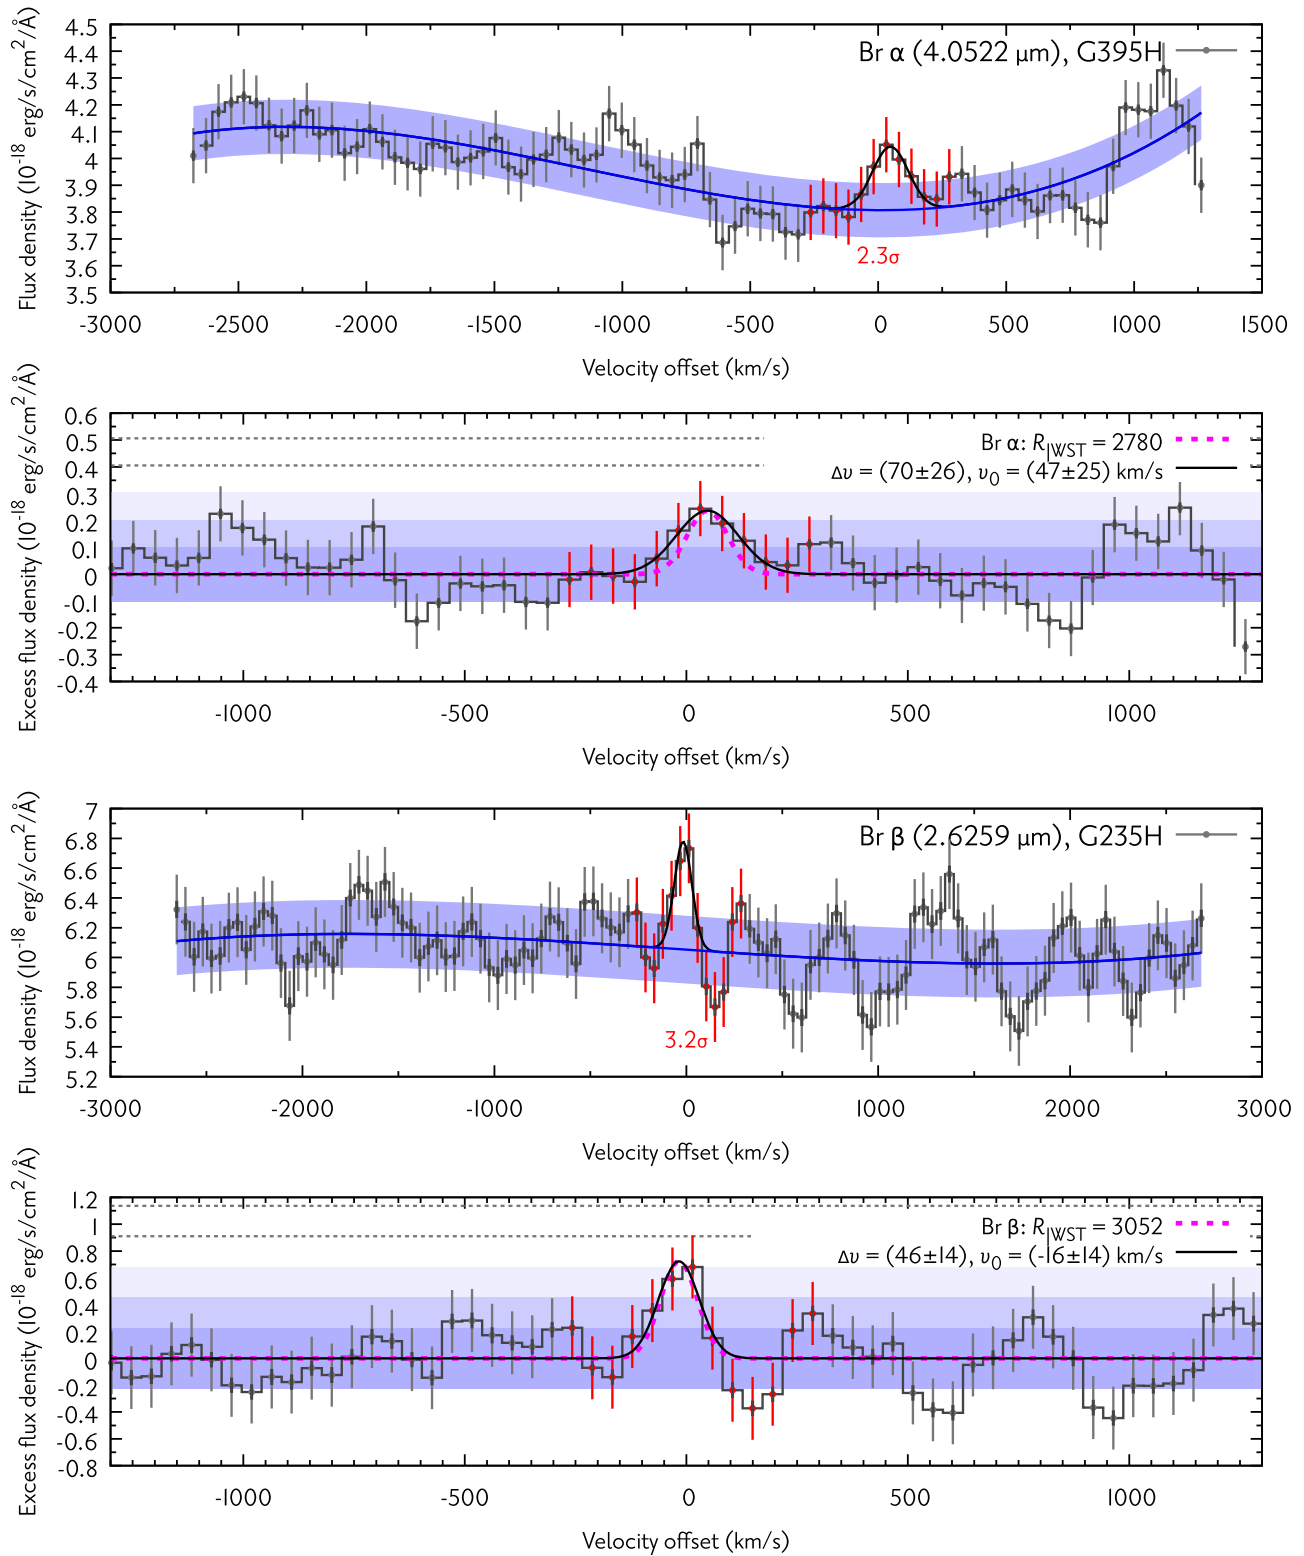 Flux density (10^-18 erg/s/cm^2/Å)
4.5
4.4
4.3
4.2
4.1
4
3.9
3.8
3.7
3.6
3.5
Br α (4.0522 µm), G395H
2.3σ
-3000 -2500 -2000 -1500 -1000 -500 0 500 1000 1500
Velocity offset (km/s)
Excess flux density (10^-18 erg/s/cm^2/Å)
0.6
0.5
0.4
0.3
0.2
0.1
0
-0.1
-0.2
-0.3
-0.4
Br α: R_JWST = 2780
Δυ = (70±26), υ_0 = (47±25) km/s
-1000 -500 0 500 1000
Velocity offset (km/s)
Flux density (10^-18 erg/s/cm^2/Å)
7
6.8
6.6
6.4
6.2
6
5.8
5.6
5.4
5.2
Br β (2.6259 µm), G235H
3.2σ
-3000 -2000 -1000 0 1000 2000 3000
Velocity offset (km/s)
Excess flux density (10^-18 erg/s/cm^2/Å)
1.2
1
0.8
0.6
0.4
0.2
0
-0.2
-0.4
-0.6
-0.8
Br β: R_JWST = 3052
Δυ = (46±14), υ_0 = (-16±14) km/s
-1000 -500 0 500 1000
Velocity offset (km/s)